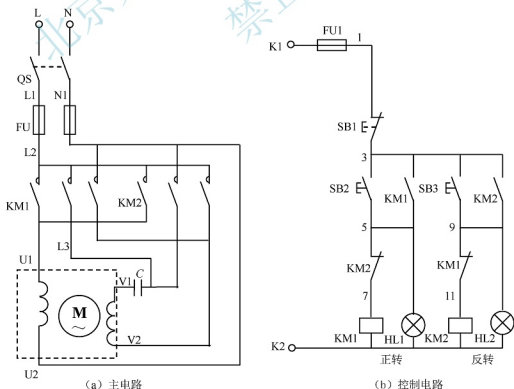 L N
QS
L1 N1
FU
L2
KM1 KM2
L3
U1
C
V1
M
~
V2
U2
(a) 主电路
FU1
K1 1
SB1
3
SB2 KM1 SB3 KM2
5 9
KM2 KM1
7 11
KM1 HL1 KM2 HL2
K2
正转 反转
(b) 控制电路